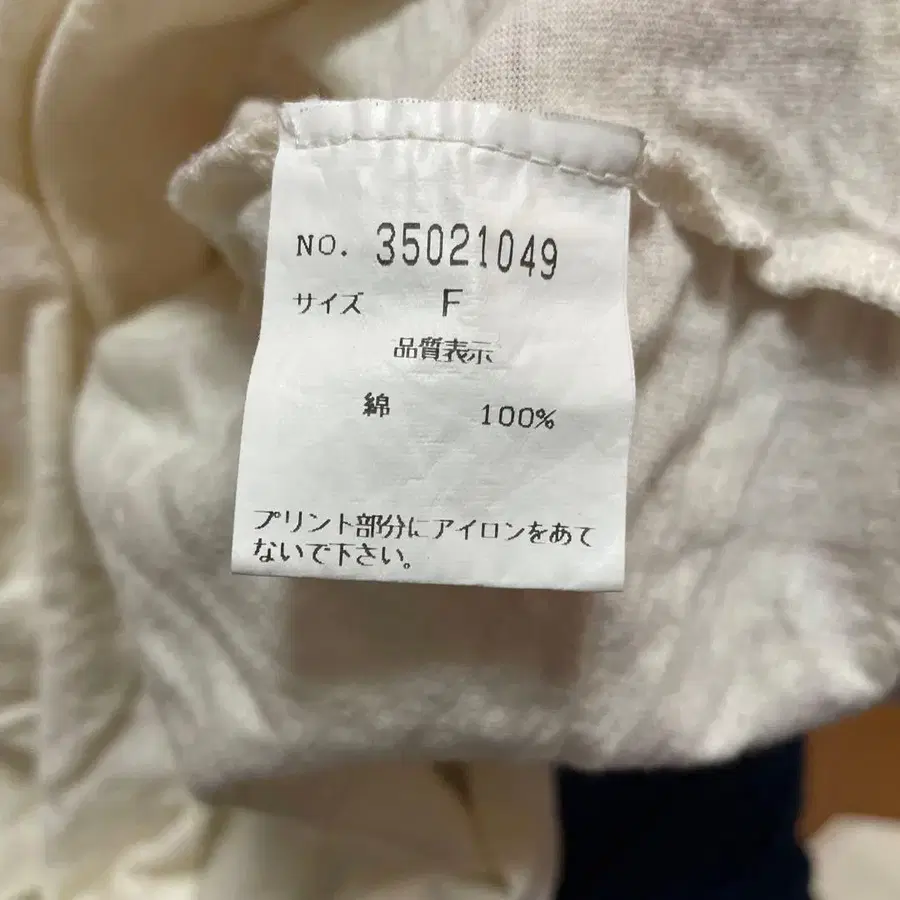 NO. 35021049
サイズ F
品質表示
綿 100%
プリント部分にアイロンをあて
ないで下さい。